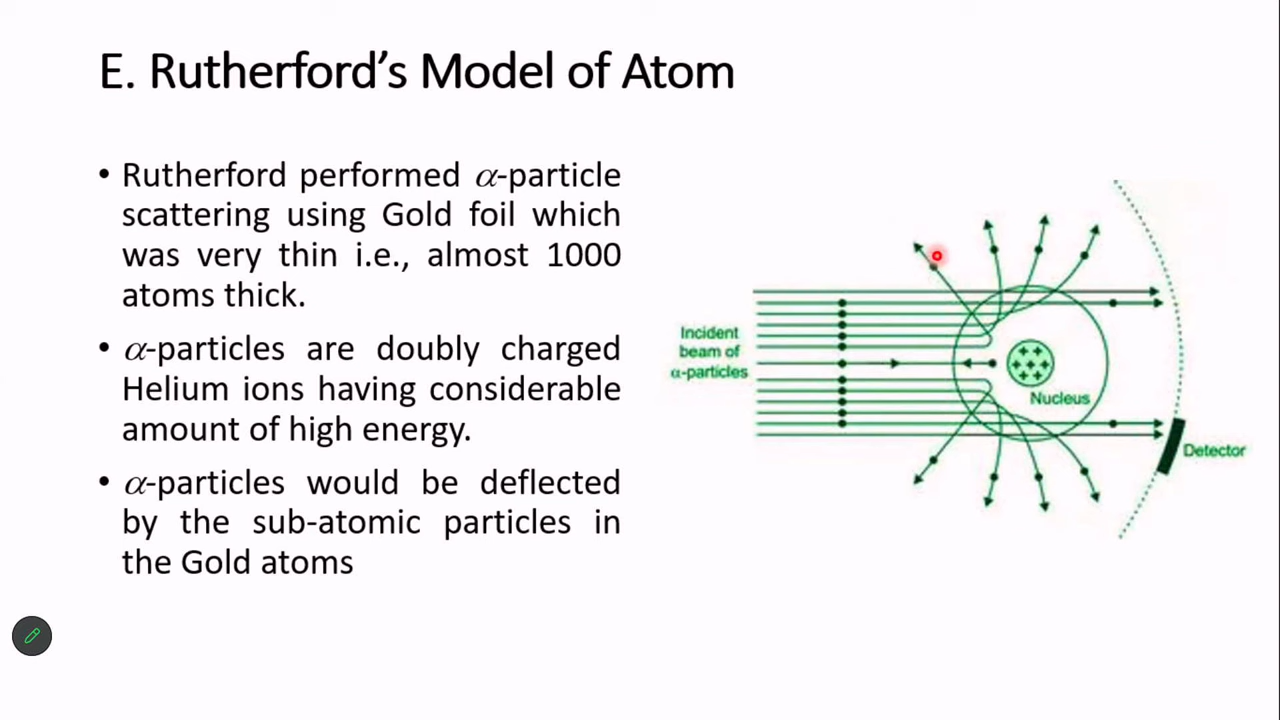 E. Rutherford’s Model of Atom
• Rutherford performed α-particle
scattering using Gold foil which
was very thin i.e., almost 1000
atoms thick.
• α-particles are doubly charged
Helium ions having considerable
amount of high energy.
• α-particles would be deflected
by the sub-atomic particles in
the Gold atoms
Incident
beam of
α-particles
+ +
+ + +
+ +
Nucleus
Detector